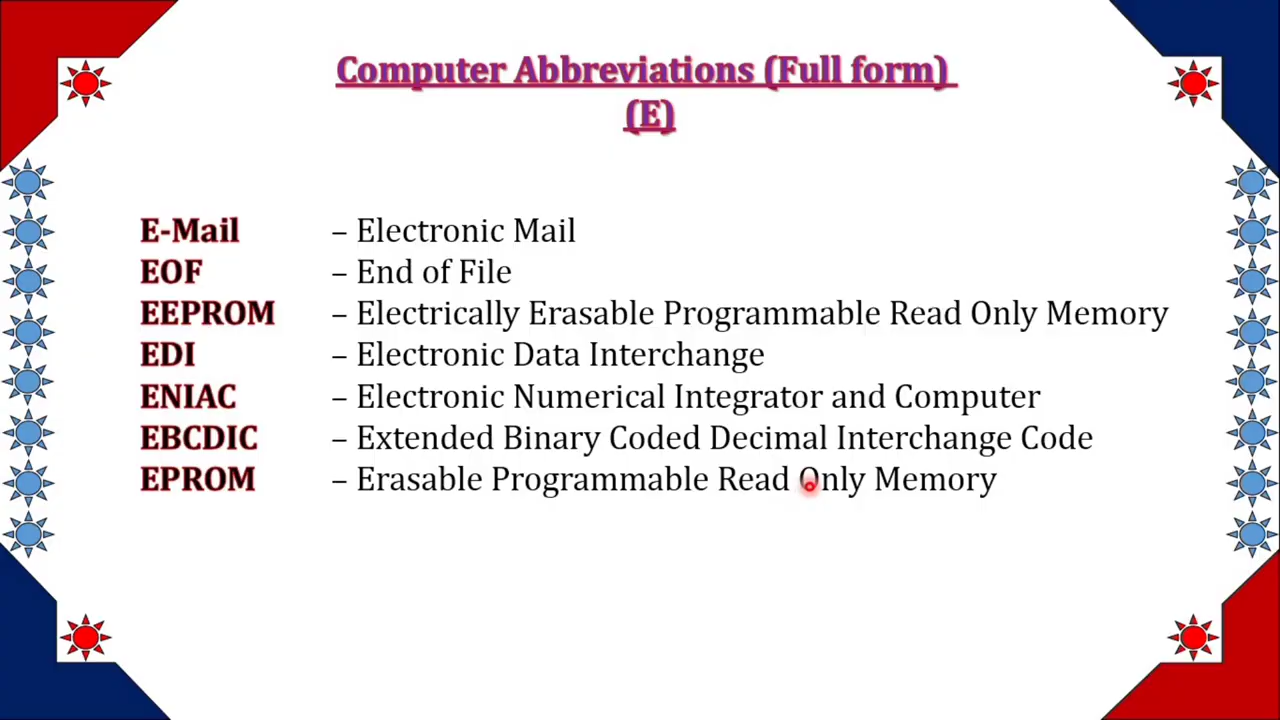 Computer Abbreviations (Full form)
(E)
E-Mail – Electronic Mail
EOF – End of File
EEPROM – Electrically Erasable Programmable Read Only Memory
EDI – Electronic Data Interchange
ENIAC – Electronic Numerical Integrator and Computer
EBCDIC – Extended Binary Coded Decimal Interchange Code
EPROM – Erasable Programmable Read Only Memory